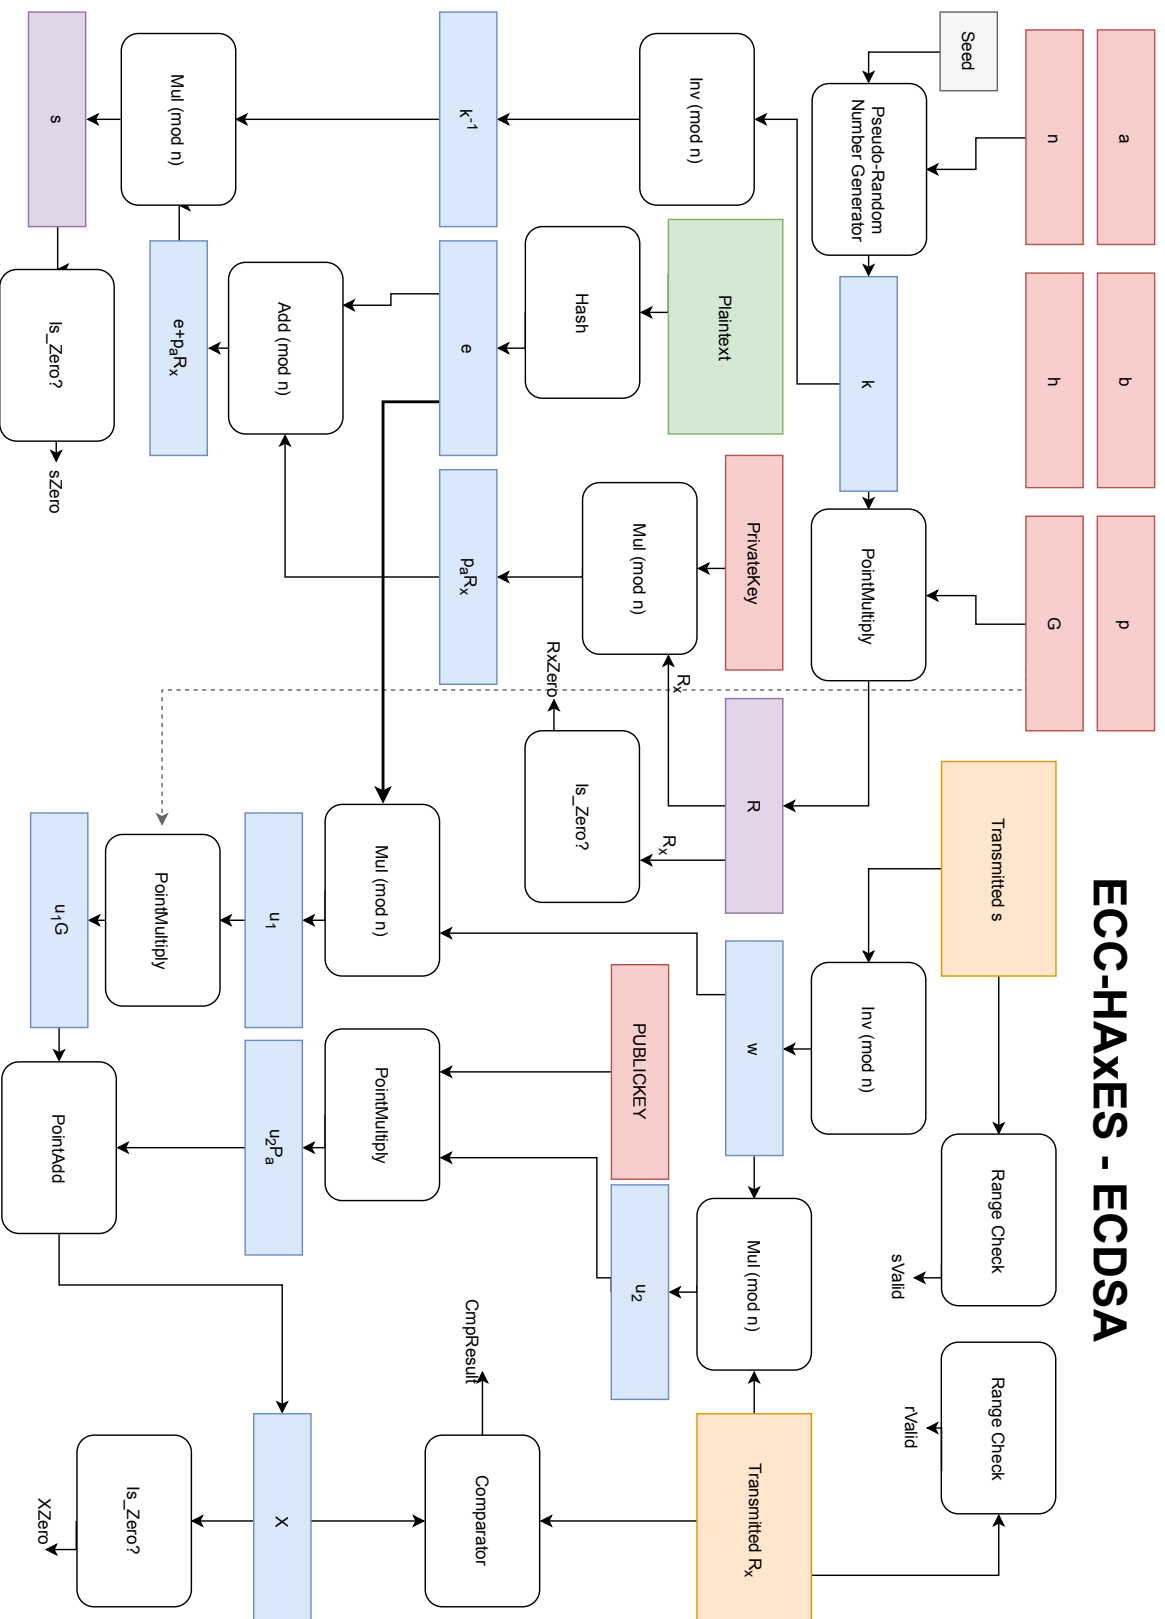 a
b
p
ECC-HAxES - ECDSA
n
h
G
Seed
Transmitted s
Range Check
Range Check
sValid
rValid
Pseudo-Random
Number Generator
k
PointMultiply
Inv (mod n)
Inv (mod n)
Plaintext
PrivateKey
R
w
Mul (mod n)
Transmitted Rₓ
Rₓ
Rₓ
Hash
Mul (mod n)
Is_Zero?
RxZero
PUBLICKEY
u₂
k⁻¹
e
pₐRₓ
CmpResult
Comparator
Mul (mod n)
PointMultiply
Mul (mod n)
Add (mod n)
u₁
u₂Pₐ
X
e+pₐRₓ
PointMultiply
Is_Zero?
XZero
s
Is_Zero?
sZero
u₁G
PointAdd